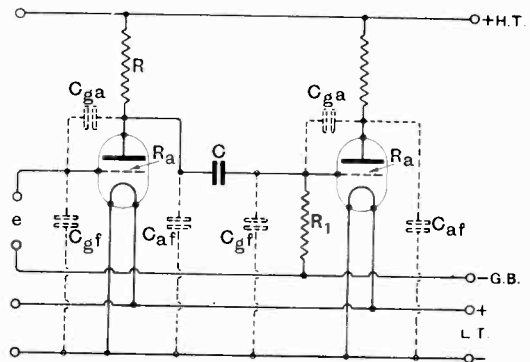 +H.T.
R
Cga
Cga
Ra
C
Ra
e
Cgf
Caf
Cgf
R1
Caf
-G.B.
+
L.T.
-